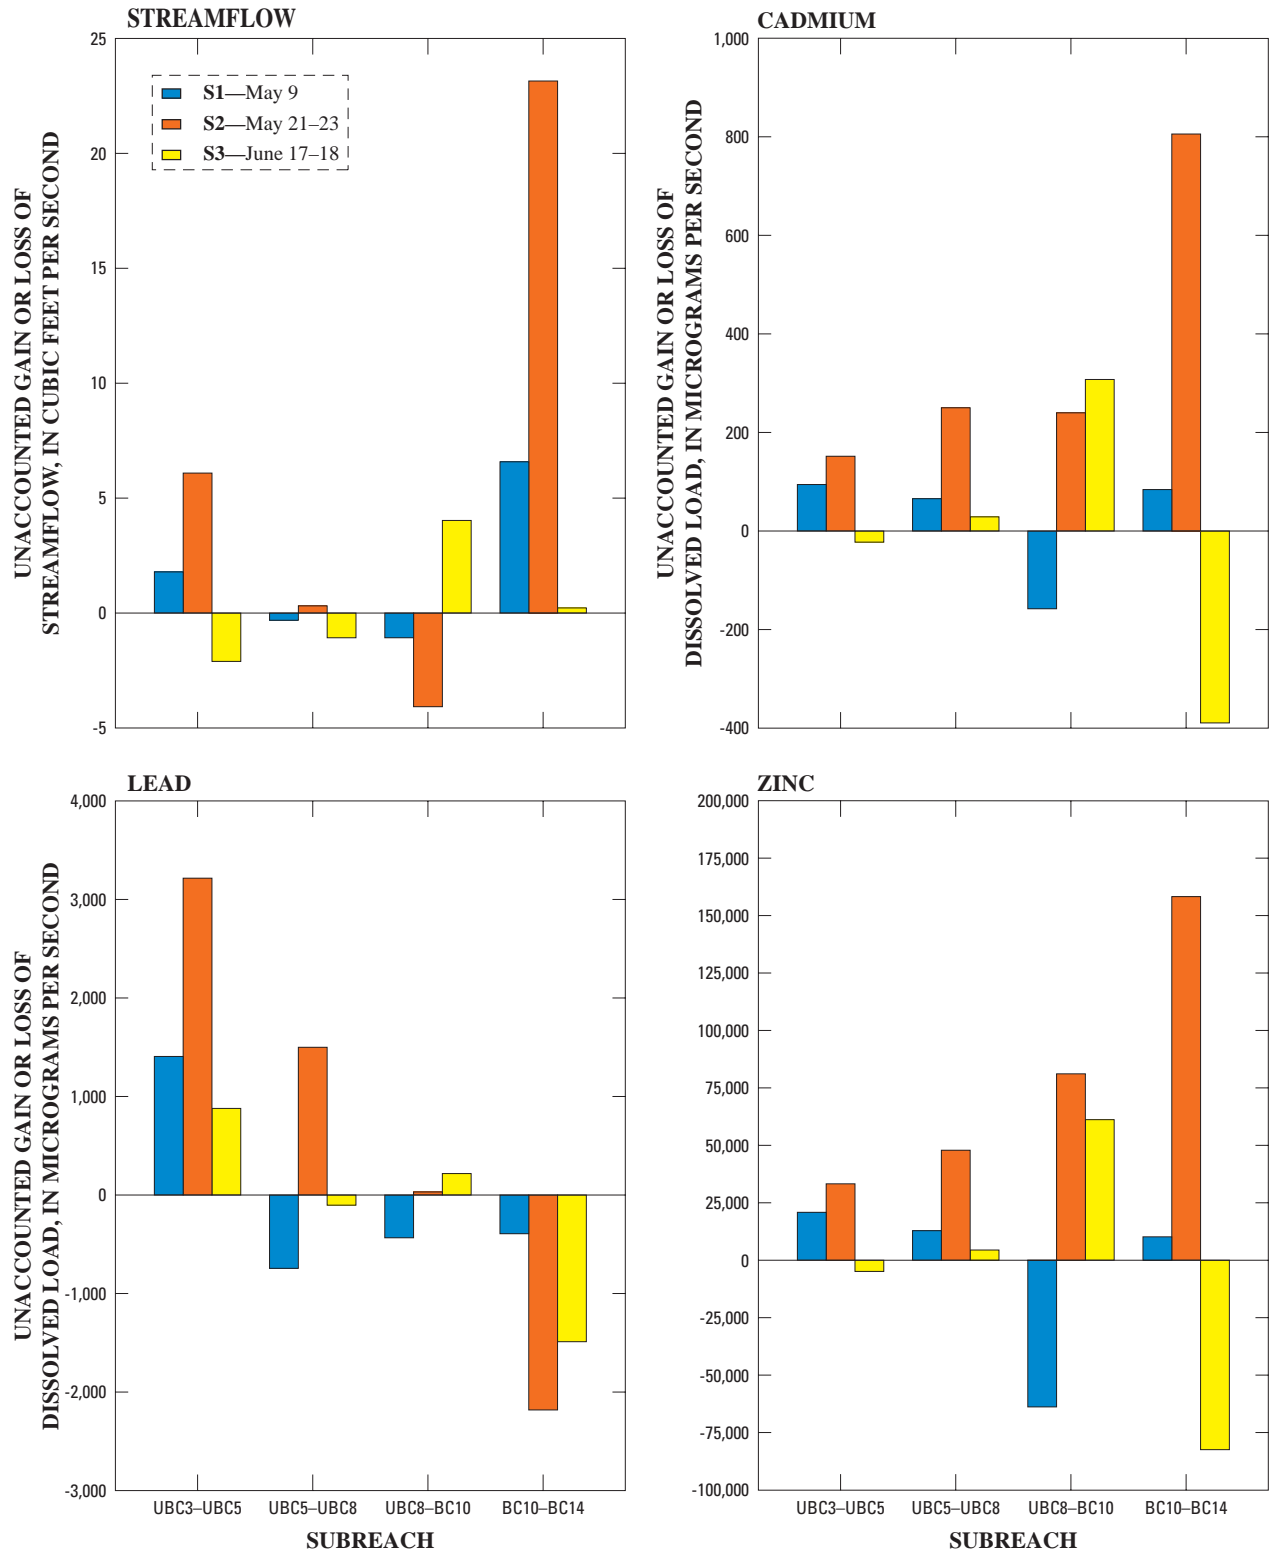 STREAMFLOW
UNACCOUNTED GAIN OR LOSS OF
STREAMFLOW, IN CUBIC FEET PER SECOND
25
20
15
10
5
0
-5
S1—May 9
S2—May 21–23
S3—June 17–18
CADMIUM
UNACCOUNTED GAIN OR LOSS OF
DISSOLVED LOAD, IN MICROGRAMS PER SECOND
1,000
800
600
400
200
0
-200
-400
LEAD
UNACCOUNTED GAIN OR LOSS OF
DISSOLVED LOAD, IN MICROGRAMS PER SECOND
4,000
3,000
2,000
1,000
0
-1,000
-2,000
-3,000
UBC3–UBC5 UBC5–UBC8 UBC8–BC10 BC10–BC14
SUBREACH
ZINC
200,000
175,000
150,000
125,000
100,000
75,000
50,000
25,000
0
-25,000
-50,000
-75,000
-100,000
UBC3–UBC5 UBC5–UBC8 UBC8–BC10 BC10–BC14
SUBREACH